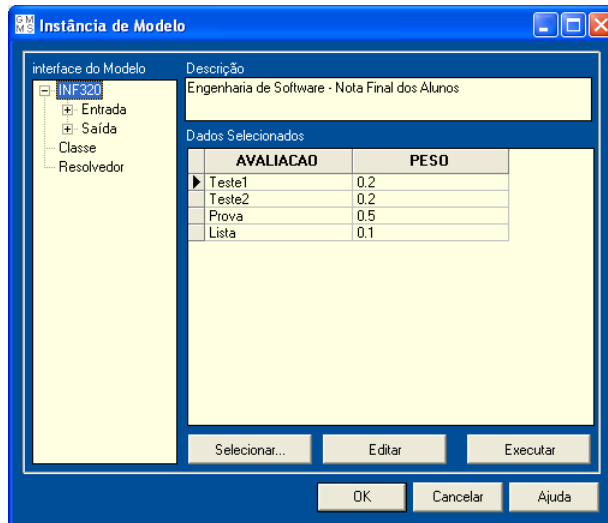 GMMS Instância de Modelo
interface do Modelo
INF320
Entrada
Saída
Classe
Resolvedor
Descrição
Engenharia de Software - Nota Final dos Alunos
Dados Selecionados
AVALIACAO PESO
Teste1 0.2
Teste2 0.2
Prova 0.5
Lista 0.1
Selecionar... Editar Executar
OK Cancelar Ajuda